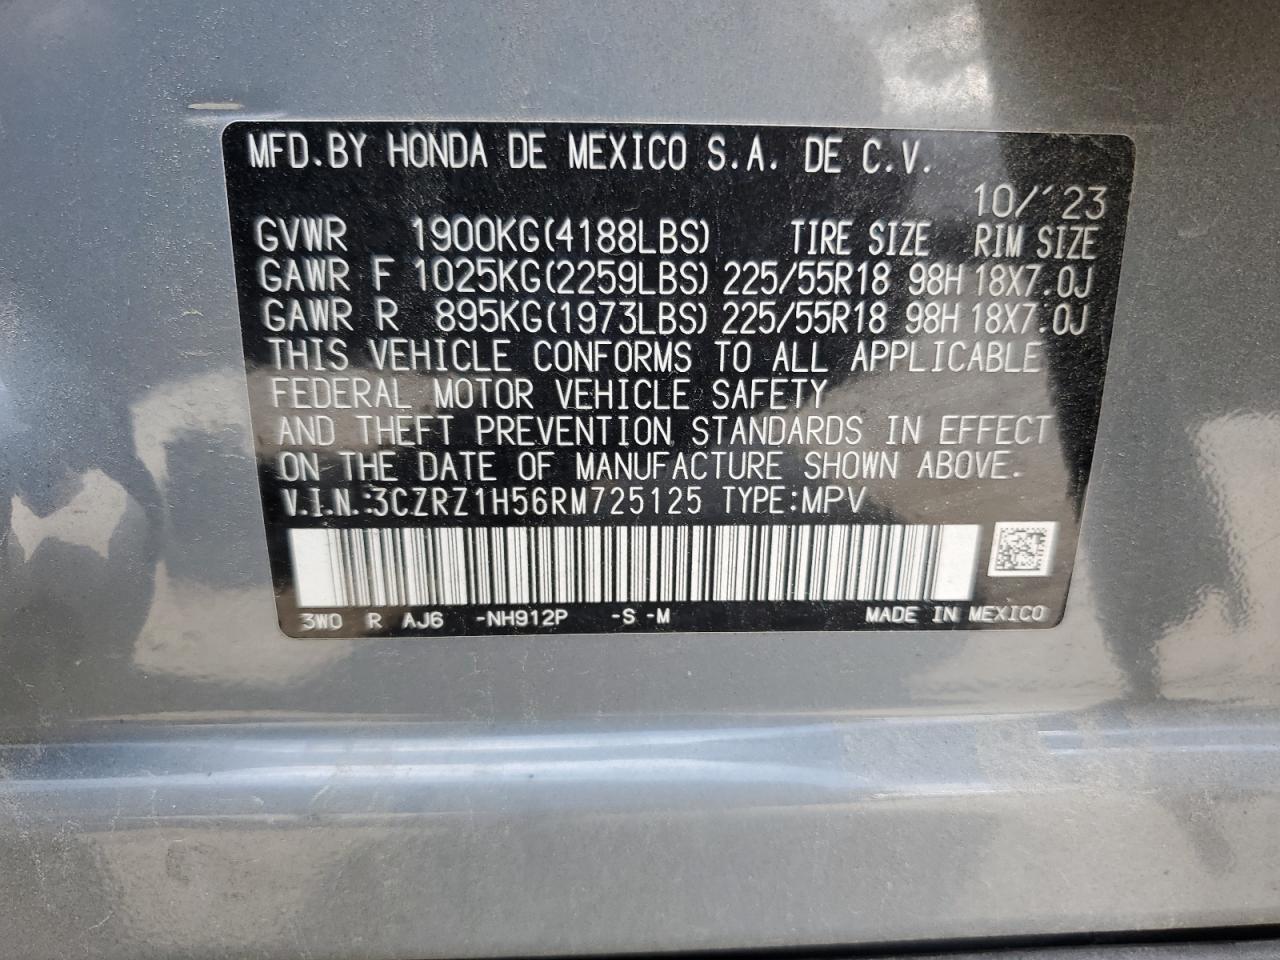 MFD.BY HONDA DE MEXICO S.A. DE C.V.
10/'23
GVWR 1900KG(4188LBS) TIRE SIZE RIM SIZE
GAWR F 1025KG(2259LBS) 225/55R18 98H 18X7.0J
GAWR R 895KG(1973LBS) 225/55R18 98H 18X7.0J
THIS VEHICLE CONFORMS TO ALL APPLICABLE
FEDERAL MOTOR VEHICLE SAFETY
AND THEFT PREVENTION STANDARDS IN EFFECT
ON THE DATE OF MANUFACTURE SHOWN ABOVE.
V.I.N.:3CZRZ1H56RM725125 TYPE:MPV
3W0 R AJ6 -NH912P -S -M MADE IN MEXICO